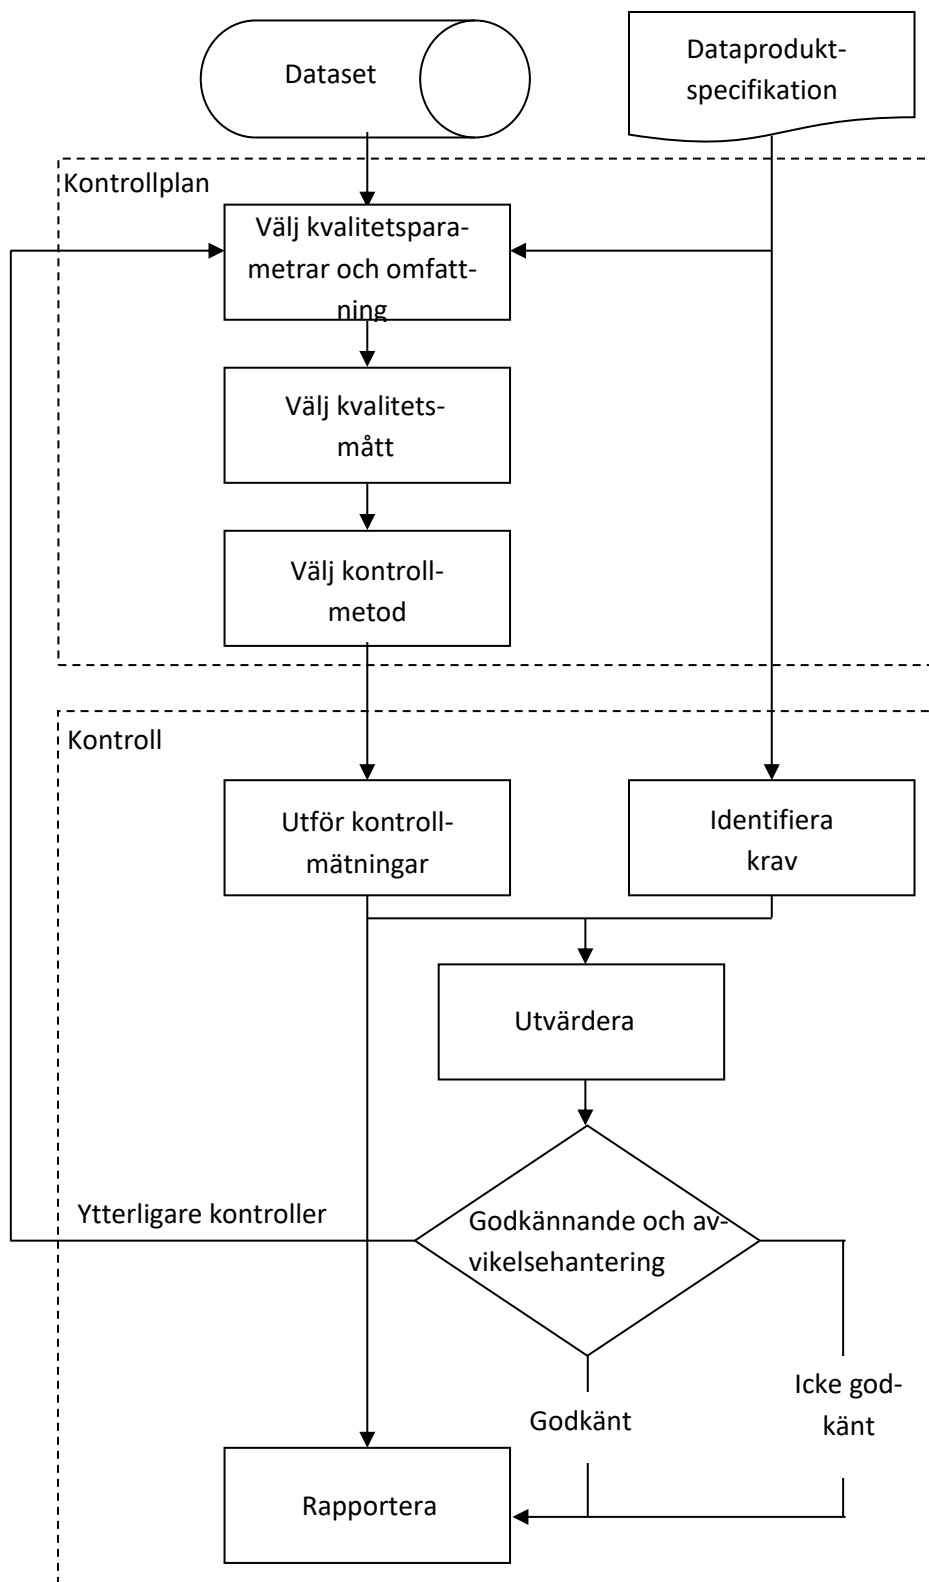 Dataset
Dataprodukt-
specifikation
Kontrollplan
Välj kvalitetspara-
metrar och omfatt-
ning
Välj kvalitets-
mått
Välj kontroll-
metod
Kontroll
Utför kontroll-
mätningar
Identifiera
krav
Utvärdera
Ytterligare kontroller
Godkännande och av-
vikelsehantering
Icke god-
känt
Godkänt
Rapportera